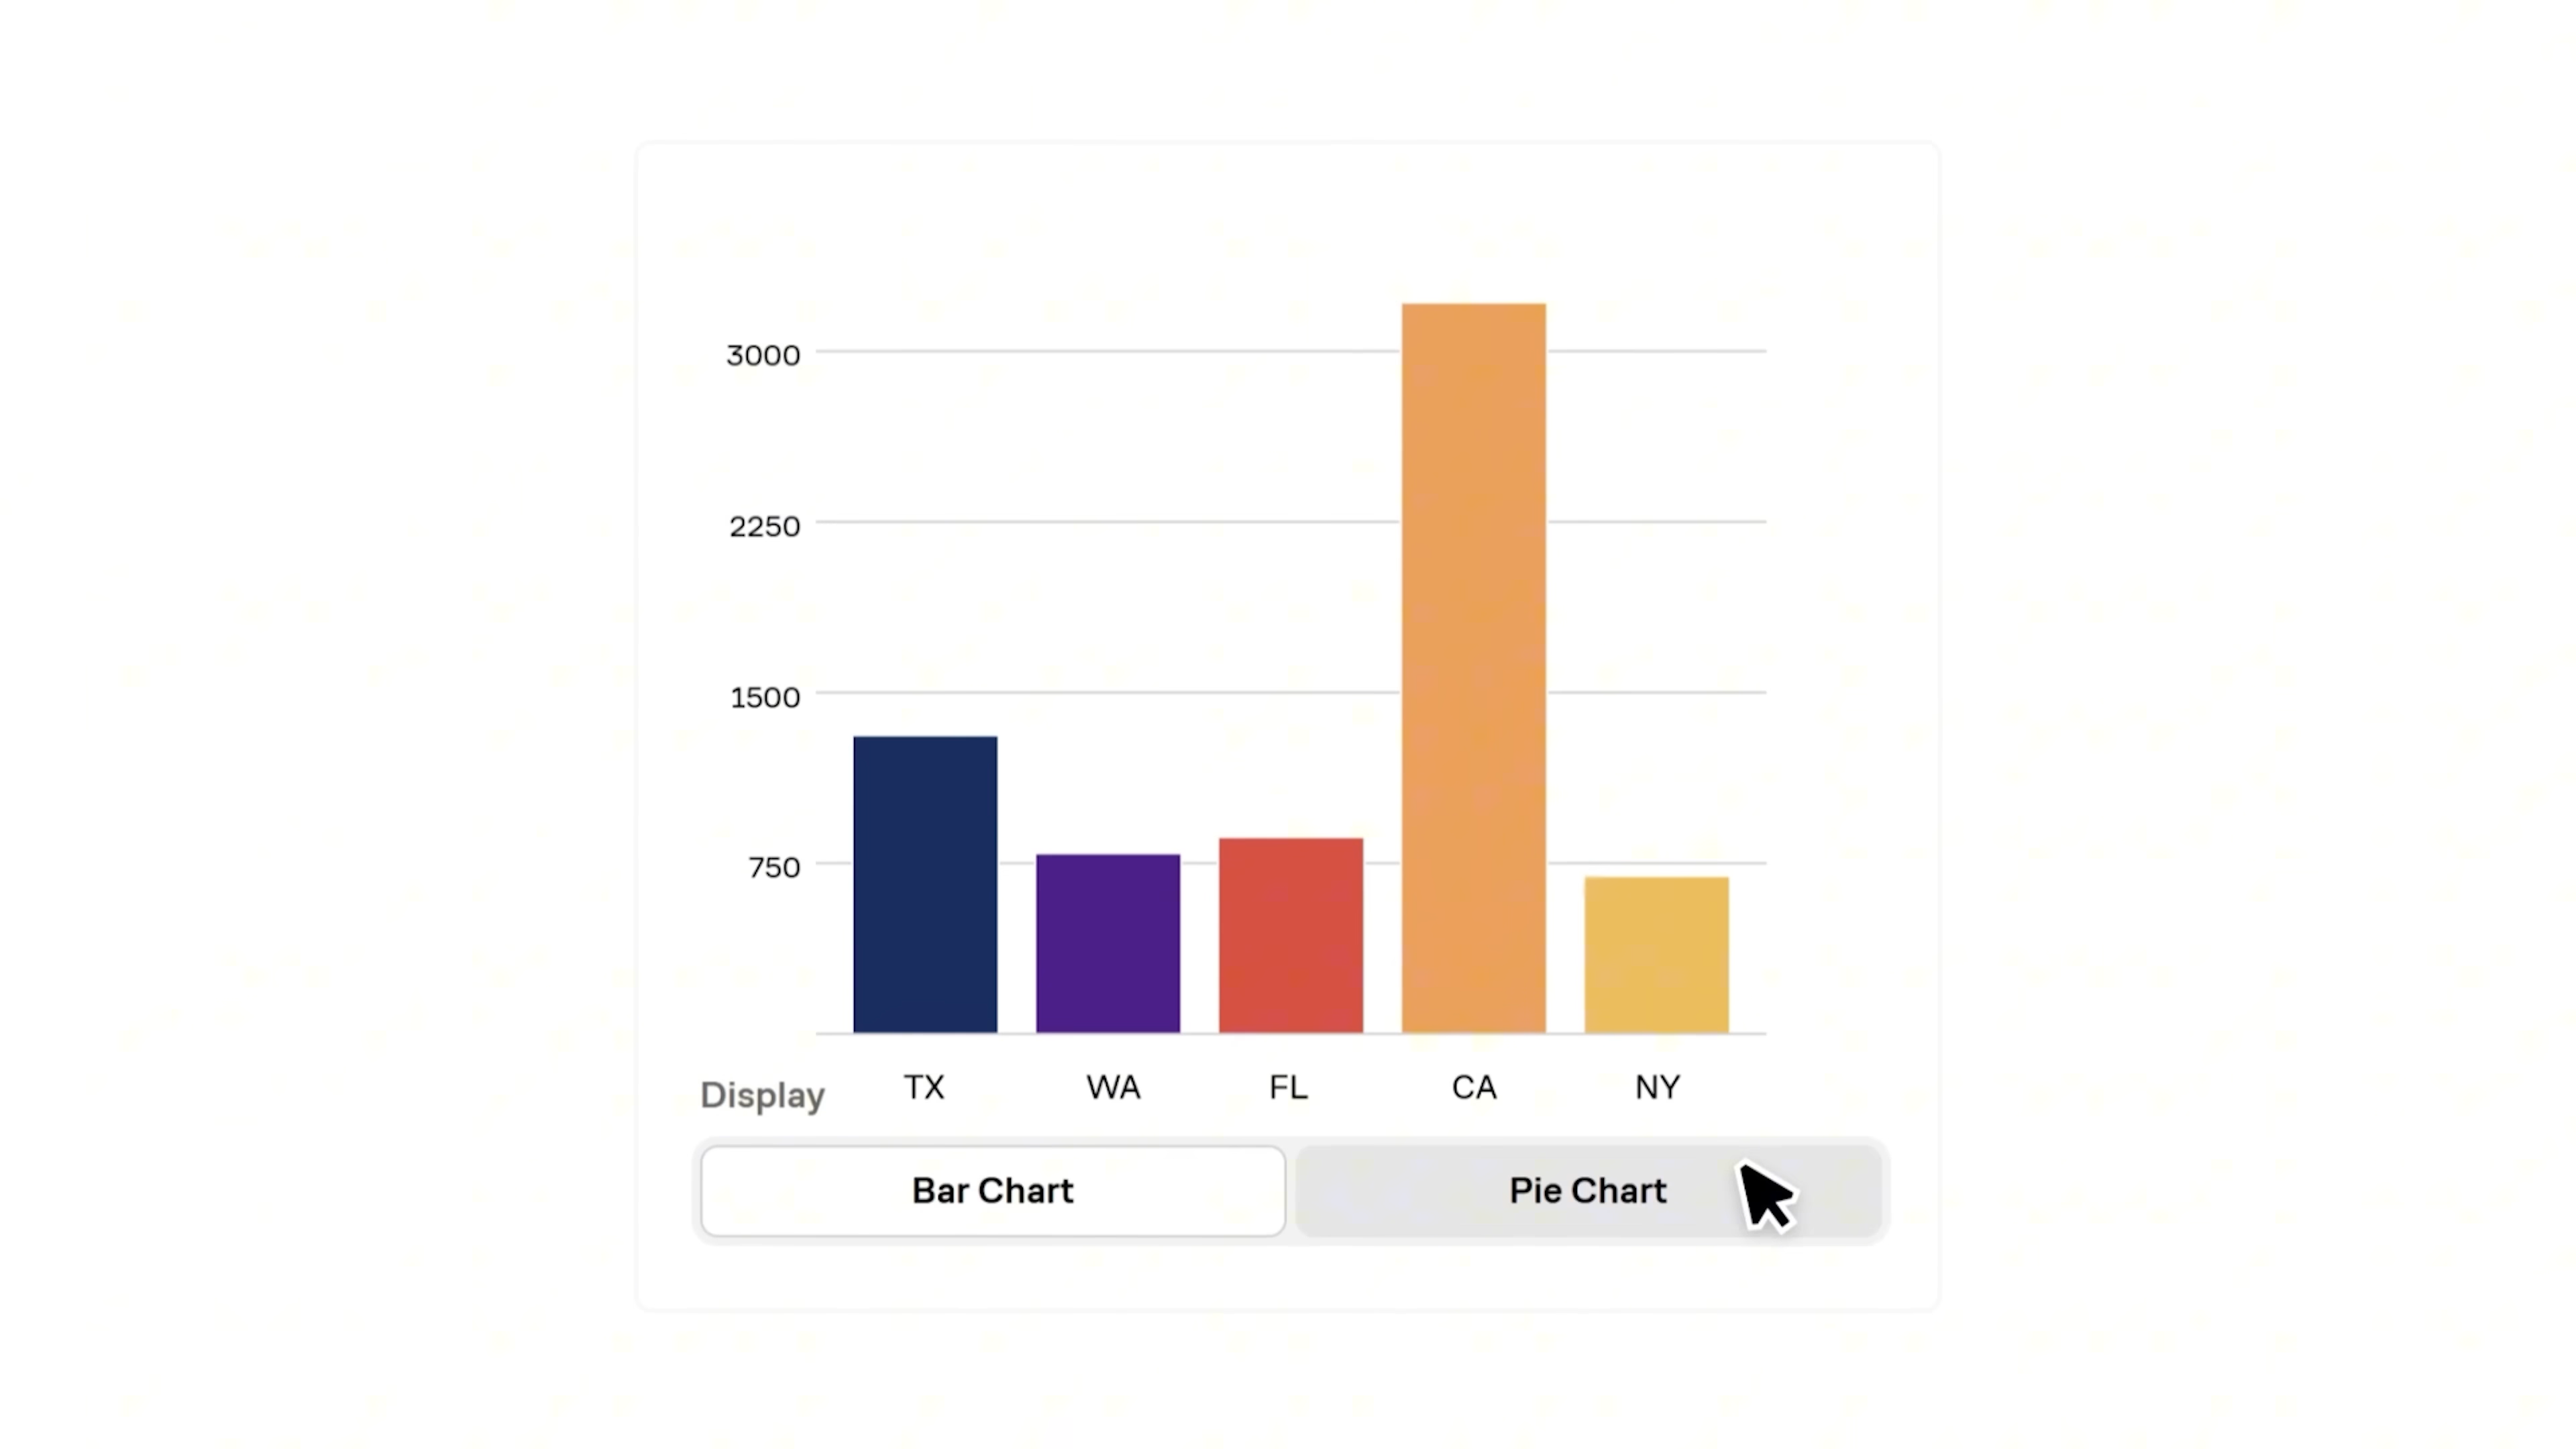 3000
2250
1500
750
TX WA FL CA NY
Display
Bar Chart Pie Chart